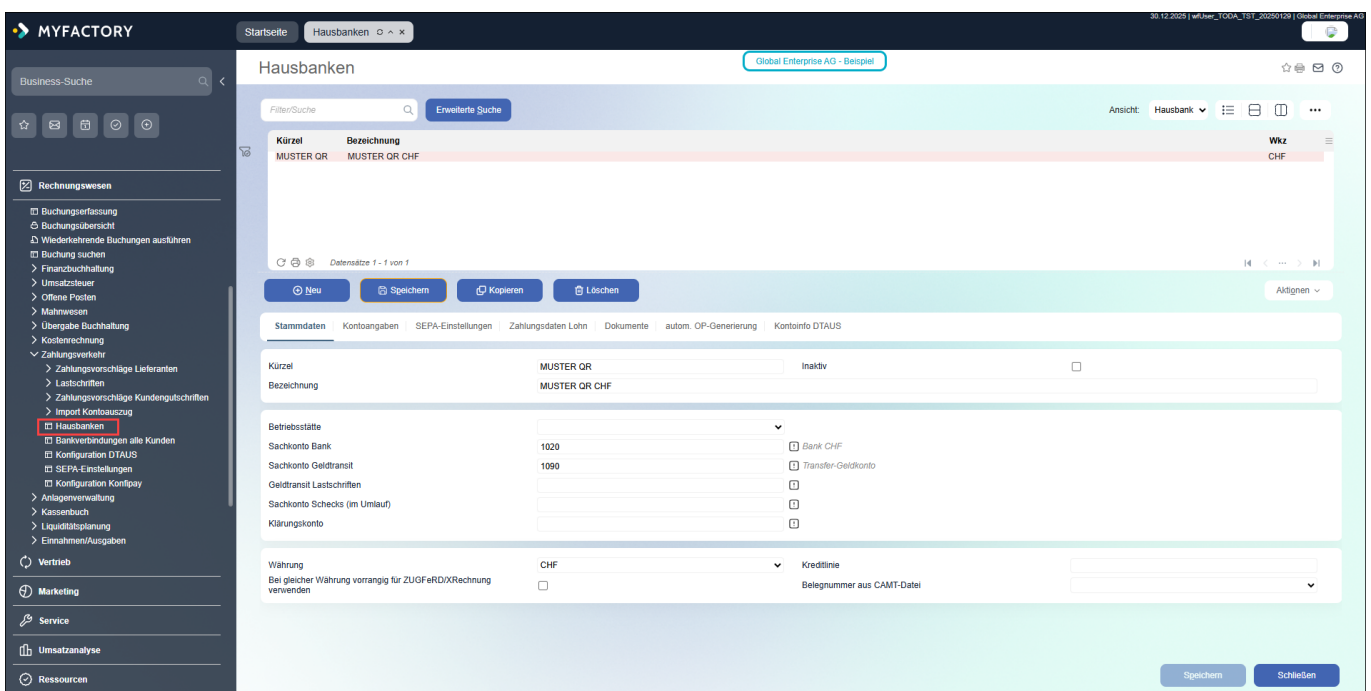 30.12.2025 | wfUser_TODA_TST_20250129 | Global Enterprise AG
MYFACTORY
Startseite
Hausbanken
Business-Suche
Hausbanken
Global Enterprise AG - Beispiel
Filter/Suche
Erweiterte Suche
Ansicht: Hausbank
Kürzel Bezeichnung Wkz
MUSTER QR MUSTER QR CHF CHF
Datensätze 1 - 1 von 1
Neu Speichern Kopieren Löschen Aktionen
Stammdaten Kontoangaben SEPA-Einstellungen Zahlungsdaten Lohn Dokumente autom. OP-Generierung Kontoinfo DTAUS
Kürzel MUSTER QR Inaktiv
Bezeichnung MUSTER QR CHF
Betriebsstätte
Sachkonto Bank 1020 Bank CHF
Sachkonto Geldtransit 1090 Transfer-Geldkonto
Geldtransit Lastschriften
Sachkonto Schecks (im Umlauf)
Klärungskonto
Währung CHF Kreditlinie
Bei gleicher Währung vorrangig für ZUGFeRD/XRechnung
verwenden
Belegnummer aus CAMT-Datei
Speichern Schließen
Rechnungswesen
Buchungserfassung
Buchungsübersicht
Wiederkehrende Buchungen ausführen
Buchung suchen
Finanzbuchhaltung
Umsatzsteuer
Offene Posten
Mahnwesen
Übergabe Buchhaltung
Kostenrechnung
Zahlungsverkehr
Zahlungsvorschläge Lieferanten
Lastschriften
Zahlungsvorschläge Kundengutschriften
Import Kontoauszug
Hausbanken
Bankverbindungen alle Kunden
Konfiguration DTAUS
SEPA-Einstellungen
Konfiguration Konfipay
Anlagenverwaltung
Kassenbuch
Liquiditätsplanung
Einnahmen/Ausgaben
Vertrieb
Marketing
Service
Umsatzanalyse
Ressourcen